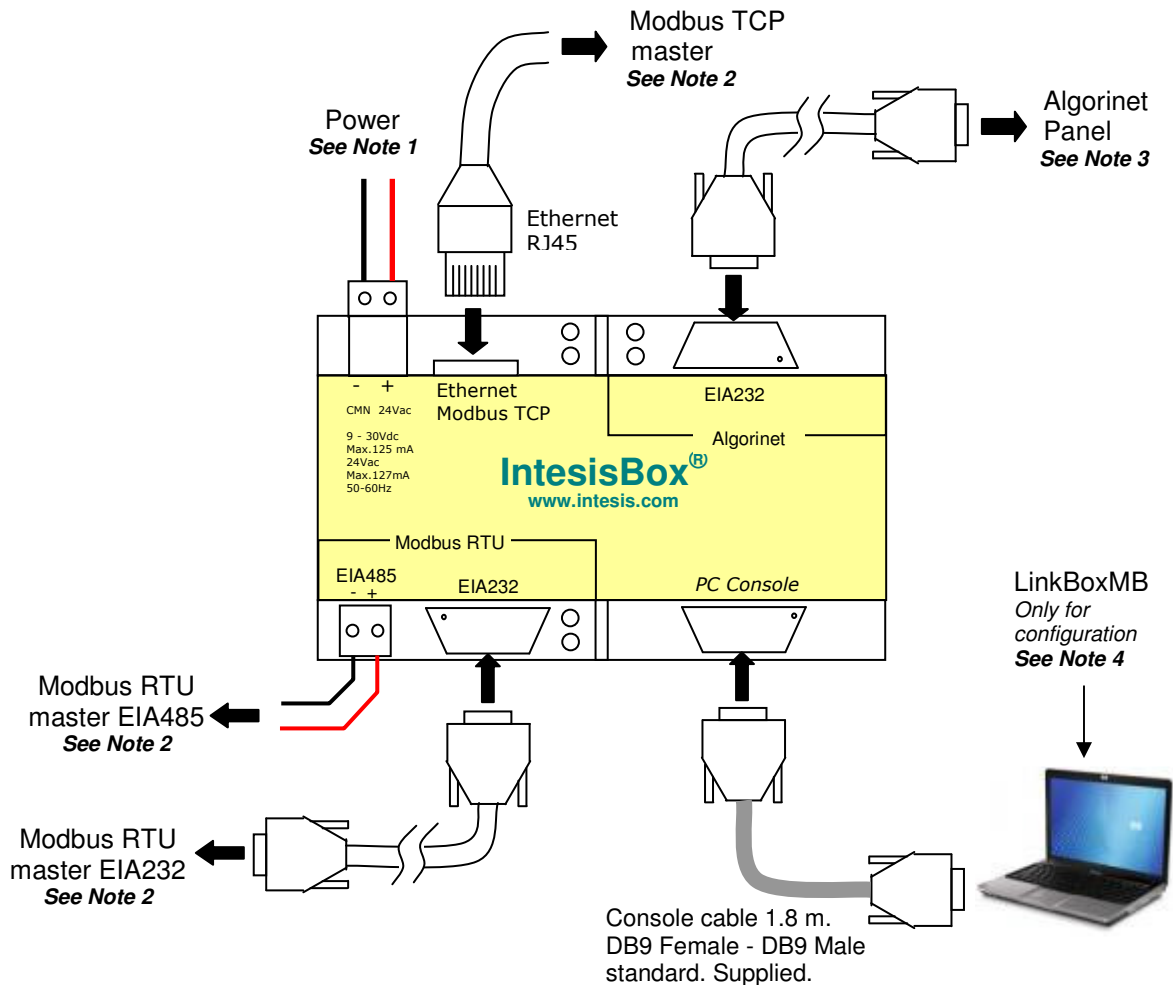 Modbus TCP
master
See Note 2
Power
See Note 1
Algorinet
Panel
See Note 3
Ethernet
RJ45
- +
CMN 24Vac
9 - 30Vdc
Max.125 mA
24Vac
Max.127mA
50-60Hz
Ethernet
Modbus TCP
EIA232
Algorinet
IntesisBox®
www.intesis.com
Modbus RTU
EIA485
- +
EIA232
PC Console
LinkBoxMB
Only for
configuration
See Note 4
Modbus RTU
master EIA485
See Note 2
Modbus RTU
master EIA232
See Note 2
Console cable 1.8 m.
DB9 Female - DB9 Male
standard. Supplied.